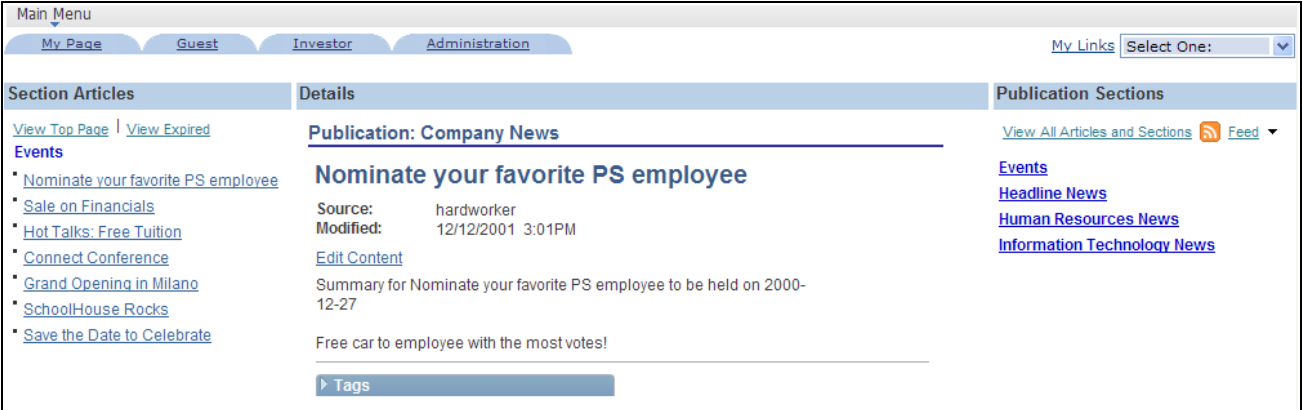 Main Menu
My Page Guest Investor Administration
My Links Select One:
Section Articles
View Top Page | View Expired
Events
Nominate your favorite PS employee
Sale on Financials
Hot Talks: Free Tuition
Connect Conference
Grand Opening in Milano
SchoolHouse Rocks
Save the Date to Celebrate
Details
Publication: Company News
Nominate your favorite PS employee
Source: hardworker
Modified: 12/12/2001 3:01PM
Edit Content
Summary for Nominate your favorite PS employee to be held on 2000-
12-27
Free car to employee with the most votes!
Tags
Publication Sections
View All Articles and Sections Feed
Events
Headline News
Human Resources News
Information Technology News